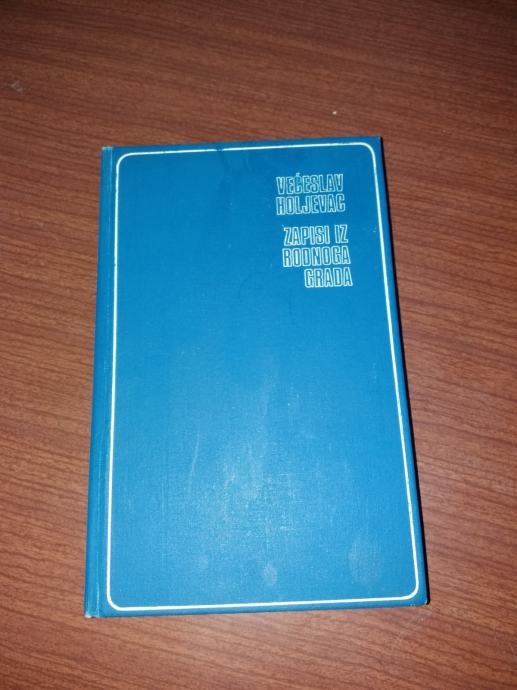 VEĆESLAV
HOLJEVAC
ZAPISI IZ
RODNOGA
GRADA